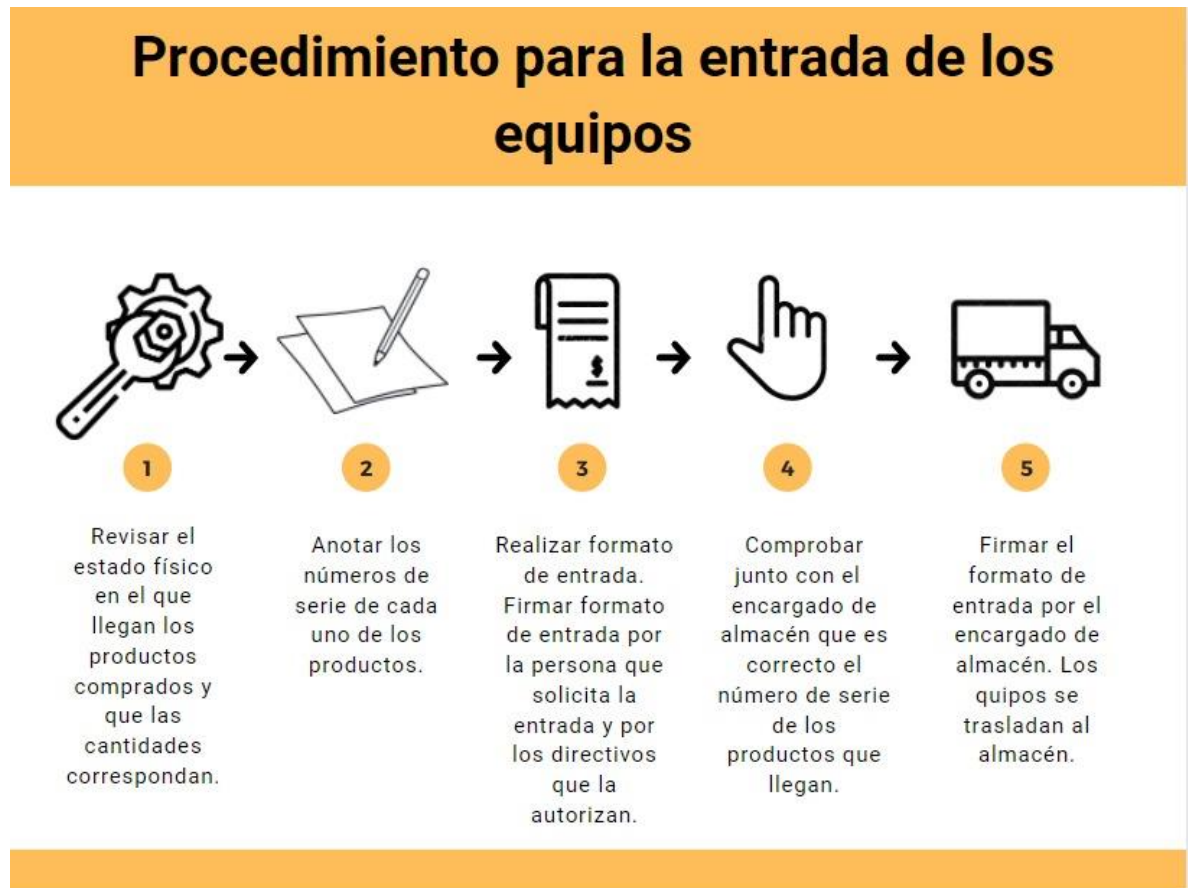 Procedimiento para la entrada de los
equipos
$
1
Revisar el
estado físico
en el que
llegan los
productos
comprados y
que las
cantidades
correspondan.
2
Anotar los
números de
serie de cada
uno de los
productos.
3
Realizar formato
de entrada.
Firmar formato
de entrada por
la persona que
solicita la
entrada y por
los directivos
que la
autorizan.
4
Comprobar
junto con el
encargado de
almacén que es
correcto el
número de serie
de los
productos que
llegan.
5
Firmar el
formato de
entrada por el
encargado de
almacén. Los
quipos se
trasladan al
almacén.